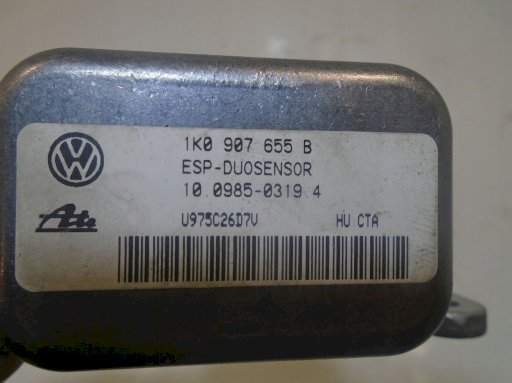 1K0 907 655 B
ESP-DUOSENSOR
10.0985-0319.4
Ate
U975C26D7V HU CTA